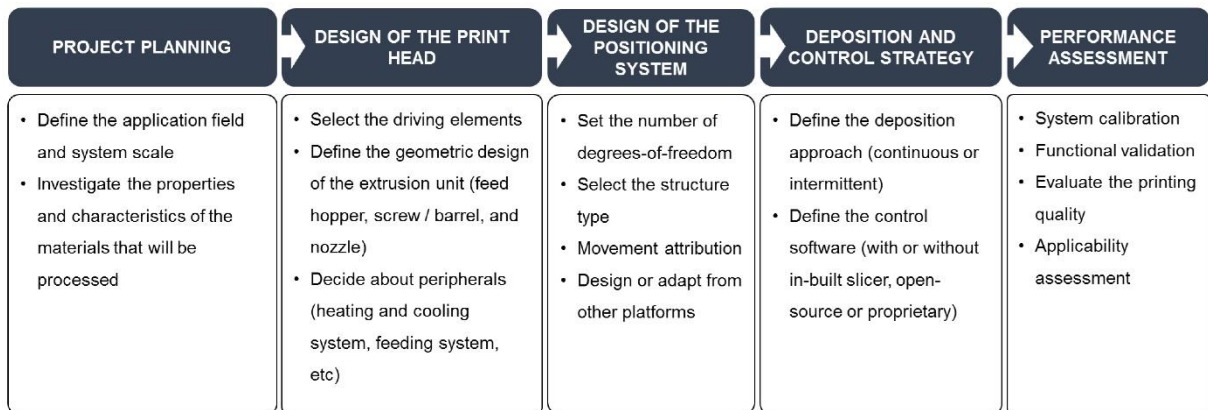 PROJECT PLANNING
DESIGN OF THE PRINT
HEAD
DESIGN OF THE
POSITIONING
SYSTEM
DEPOSITION AND
CONTROL STRATEGY
PERFORMANCE
ASSESSMENT
• Define the application field
and system scale
• Investigate the properties
and characteristics of the
materials that will be
processed
• Select the driving elements
• Define the geometric design
of the extrusion unit (feed
hopper, screw / barrel, and
nozzle)
• Decide about peripherals
(heating and cooling
system, feeding system,
etc)
• Set the number of
degrees-of-freedom
• Select the structure
type
• Movement attribution
• Design or adapt from
other platforms
• Define the deposition
approach (continuous or
intermittent)
• Define the control
software (with or without
in-built slicer, open-
source or proprietary)
• System calibration
• Functional validation
• Evaluate the printing
quality
• Applicability
assessment